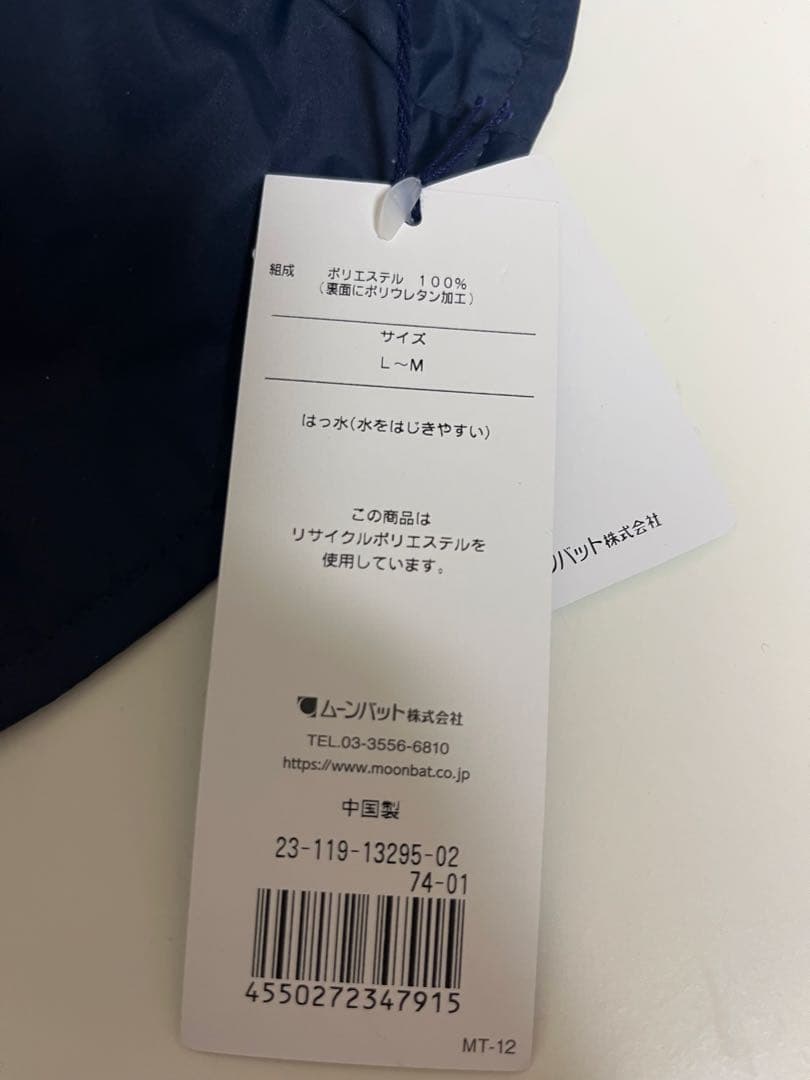 組成 ポリエステル 100%
(裏面にポリウレタン加工)
サイズ
L~M
はっ水(水をはじきやすい)
この商品は
リサイクルポリエステルを
使用しています。
ムーンバット株式会社
TEL.03-3556-6810
https://www.moonbat.co.jp
中国製
23-119-13295-02
74-01
4550272347915
MT-12
ンバット株式会社